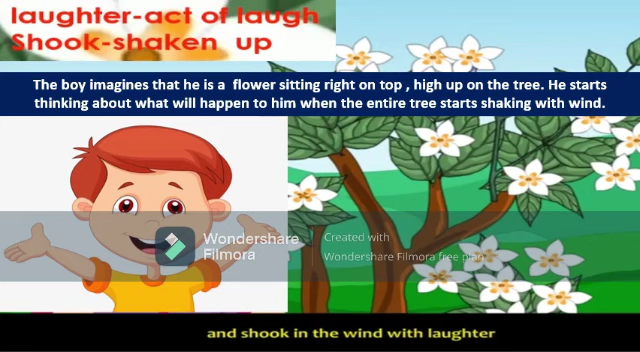 laughter-act of laugh
Shook-shaken up
The boy imagines that he is a flower sitting right on top , high up on the tree. He starts
thinking about what will happen to him when the entire tree starts shaking with wind.
Wondershare
Filmora
Created with
Wondershare Filmora free plan
and shook in the wind with laughter